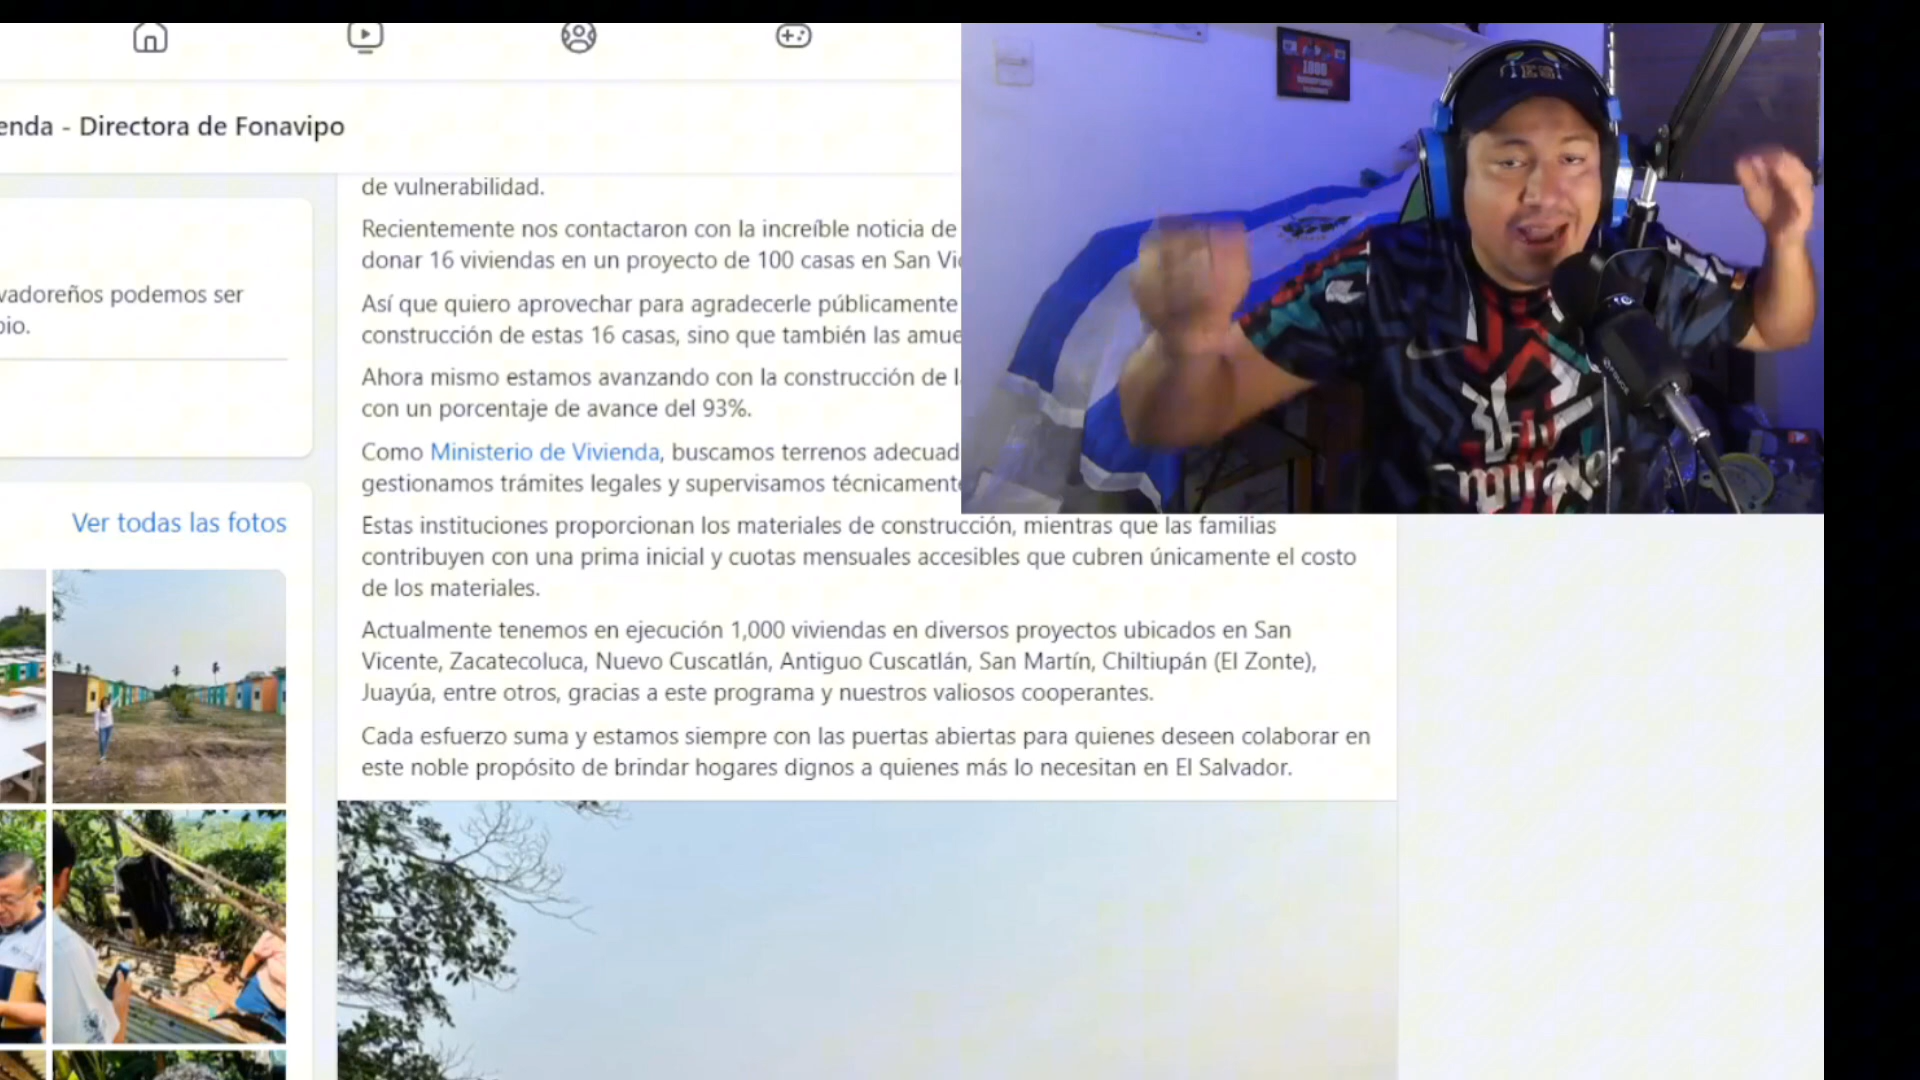 enda - Directora de Fonavipo
vadoreños podemos ser
bio.
Ver todas las fotos
de vulnerabilidad.
Recientemente nos contactaron con la increíble noticia de
donar 16 viviendas en un proyecto de 100 casas en San Vic
Así que quiero aprovechar para agradecerle públicamente
construcción de estas 16 casas, sino que también las amue
Ahora mismo estamos avanzando con la construcción de l
con un porcentaje de avance del 93%.
Como Ministerio de Vivienda, buscamos terrenos adecuad
gestionamos trámites legales y supervisamos técnicamente
Estas instituciones proporcionan los materiales de construcción, mientras que las familias
contribuyen con una prima inicial y cuotas mensuales accesibles que cubren únicamente el costo
de los materiales.
Actualmente tenemos en ejecución 1,000 viviendas en diversos proyectos ubicados en San
Vicente, Zacatecoluca, Nuevo Cuscatlán, Antiguo Cuscatlán, San Martín, Chiltiupán (El Zonte),
Juayúa, entre otros, gracias a este programa y nuestros valiosos cooperantes.
Cada esfuerzo suma y estamos siempre con las puertas abiertas para quienes deseen colaborar en
este noble propósito de brindar hogares dignos a quienes más lo necesitan en El Salvador.
1000
Fly
Emirates